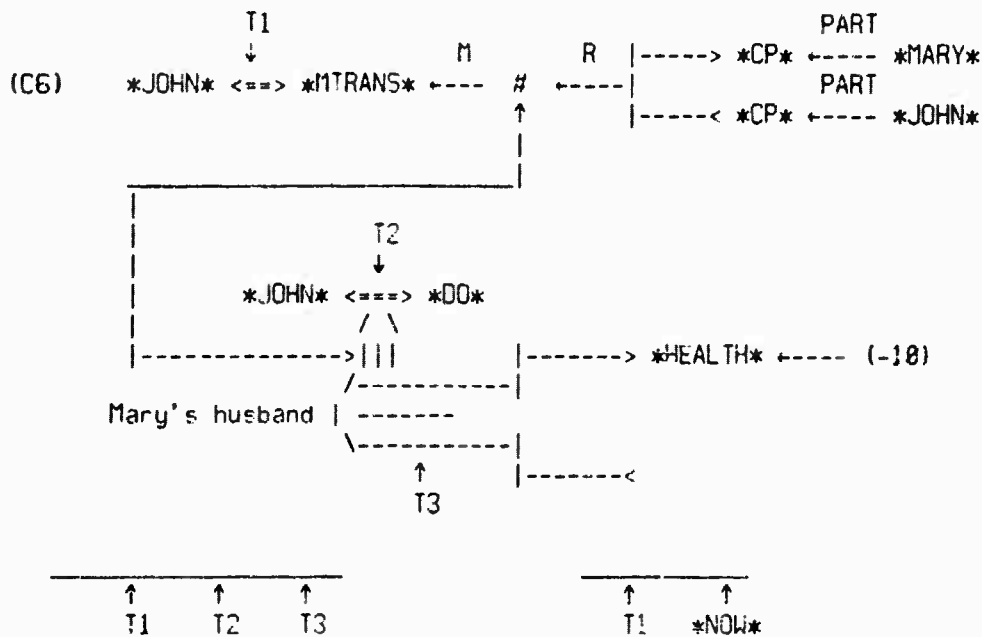 T1
PART
M R |-----> *CP* ←---- *MARY*
(C6) *JOHN* <==> *MTRANS* ←---- # ←----| PART
|-----< *CP* ←---- *JOHN*
T2
*JOHN* <===> *DO*
|------------->||| |-----> *HEALTH* ←---- (-10)
Mary's husband | ------
T3 |-----<
T1 T2 T3 T1 *NOW*